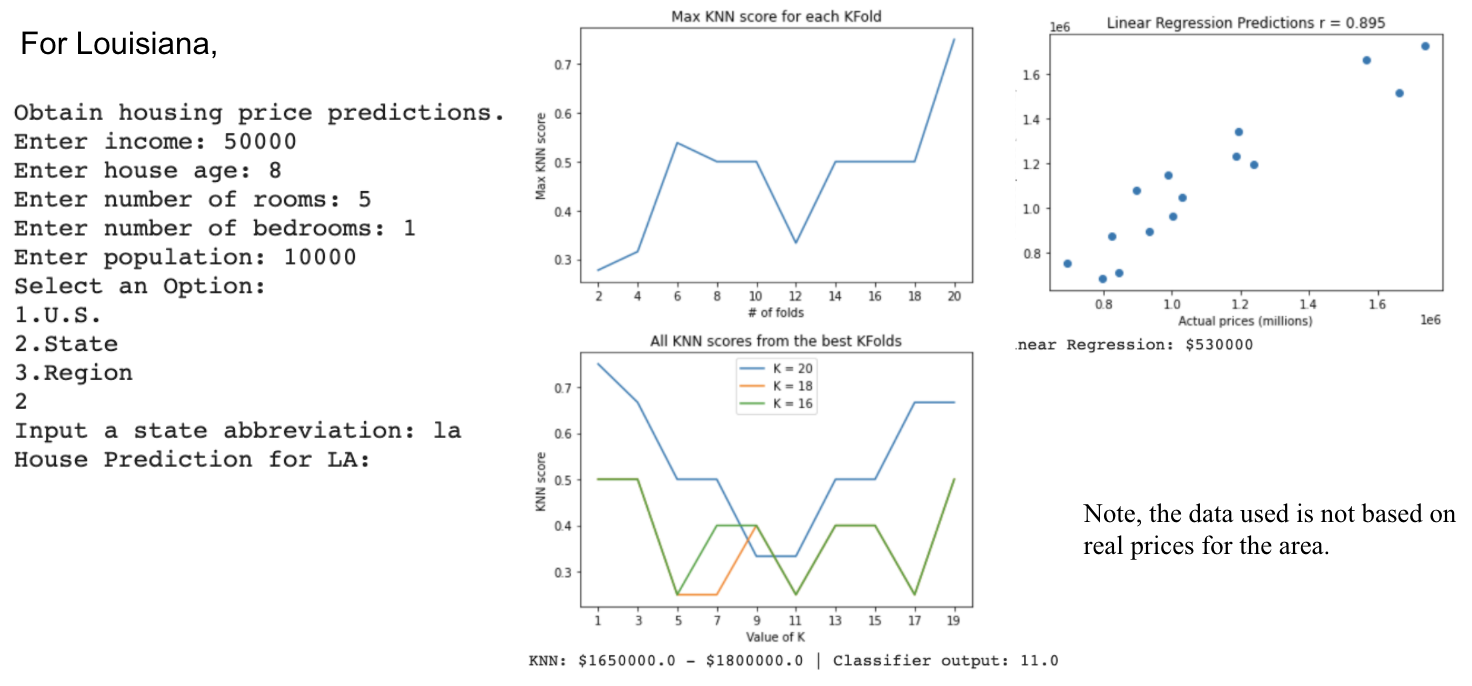 For Louisiana,
Obtain housing price predictions.
Enter income: 50000
Enter house age: 8
Enter number of rooms: 5
Enter number of bedrooms: 1
Enter population: 10000
Select an Option:
1.U.S.
2.State
3.Region
2
Input a state abbreviation: la
House Prediction for LA:
Max KNN score for each KFold
Max KNN score
0.7
0.6
0.5
0.4
0.3
2 4 6 8 10 12 14 16 18 20
# of folds
All KNN scores from the best KFolds
K = 20
K = 18
K = 16
KNN score
0.7
0.6
0.5
0.4
0.3
1 3 5 7 9 11 13 15 17 19
Value of K
KNN: $1650000.0 - $1800000.0 | Classifier output: 11.0
Linear Regression Predictions r = 0.895
1e6
1.6
1.4
1.2
1.0
0.8
0.8 1.0 1.2 1.4 1.6
Actual prices (millions)
1e6
near Regression: $530000
Note, the data used is not based on
real prices for the area.